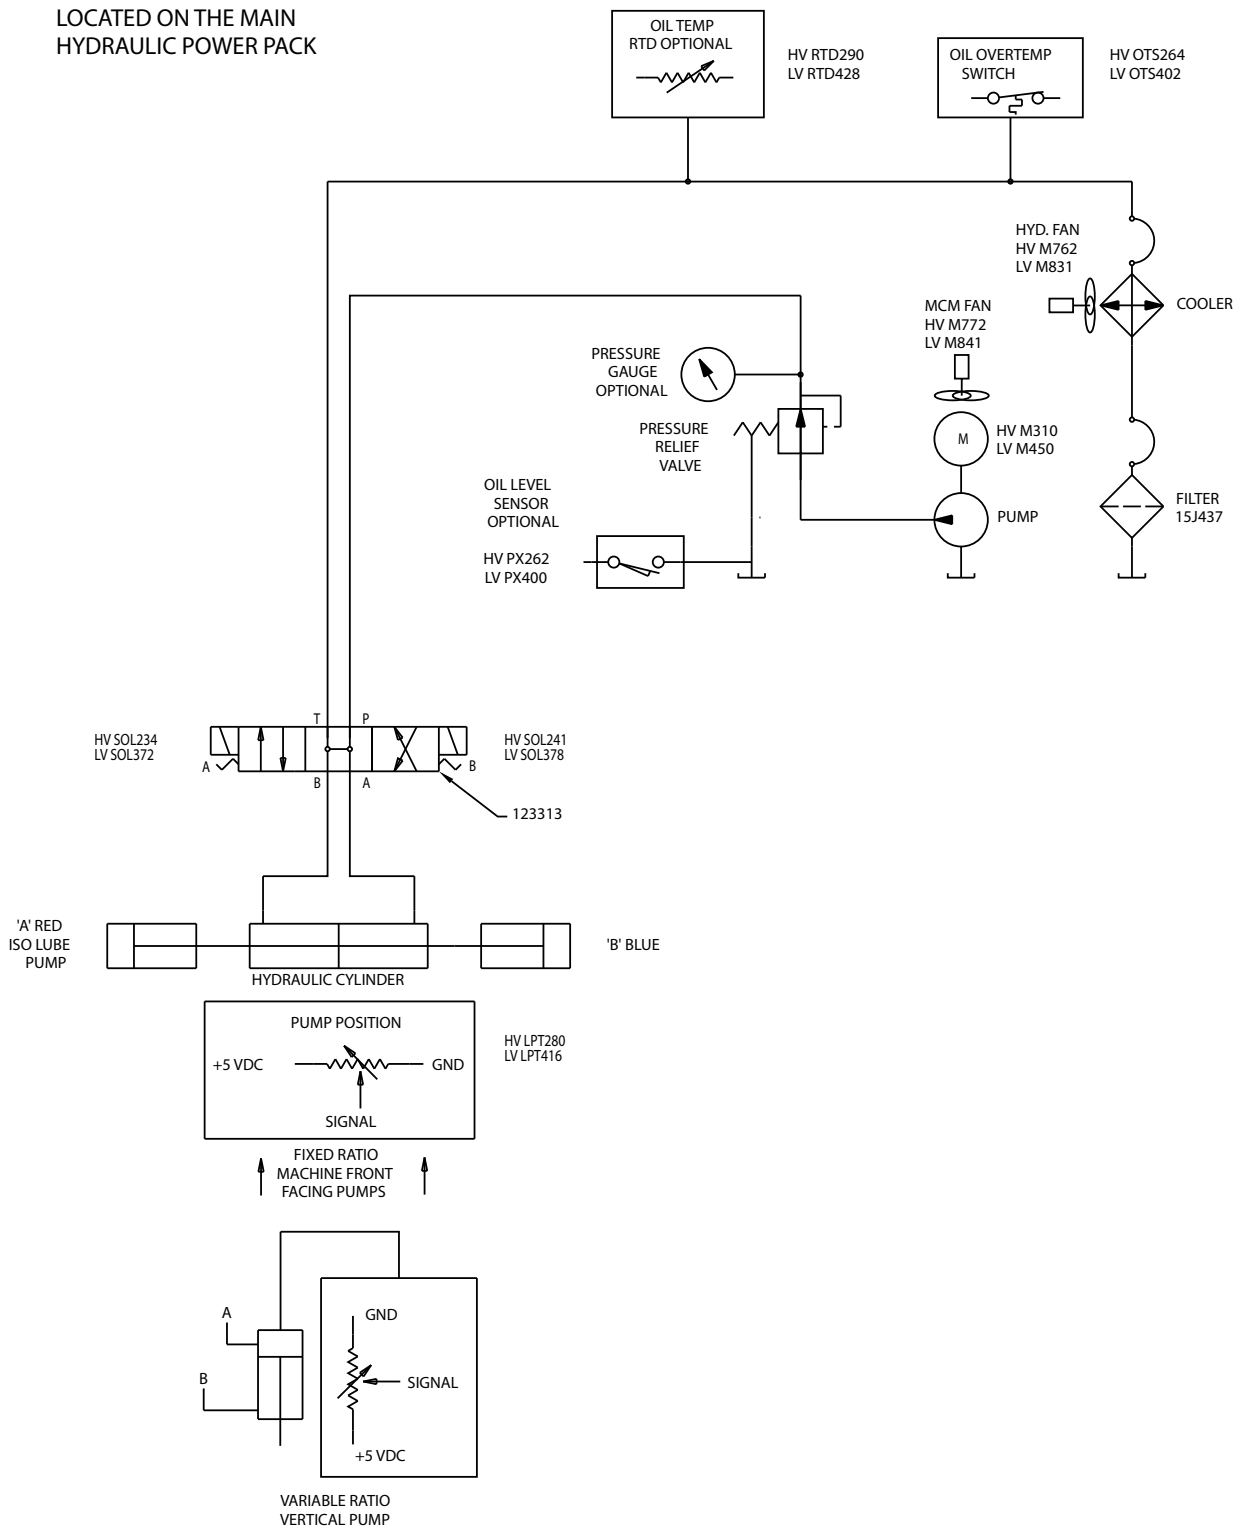 LOCATED ON THE MAIN
HYDRAULIC POWER PACK
OIL TEMP
RTD OPTIONAL
HV RTD290
LV RTD428
OIL OVERTEMP
SWITCH
HV OTS264
LV OTS402
HYD. FAN
HV M762
LV M831
COOLER
MCM FAN
HV M772
LV M841
PRESSURE
GAUGE
OPTIONAL
PRESSURE
RELIEF
VALVE
M
HV M310
LV M450
OIL LEVEL
SENSOR
OPTIONAL
HV PX262
LV PX400
PUMP
FILTER
15J437
T
P
HV SOL234
LV SOL372
A
HV SOL241
LV SOL378
B
B
A
123313
'A' RED
ISO LUBE
PUMP
'B' BLUE
HYDRAULIC CYLINDER
PUMP POSITION
+5 VDC
GND
SIGNAL
HV LPT280
LV LPT416
FIXED RATIO
MACHINE FRONT
FACING PUMPS
A
B
GND
SIGNAL
+5 VDC
VARIABLE RATIO
VERTICAL PUMP